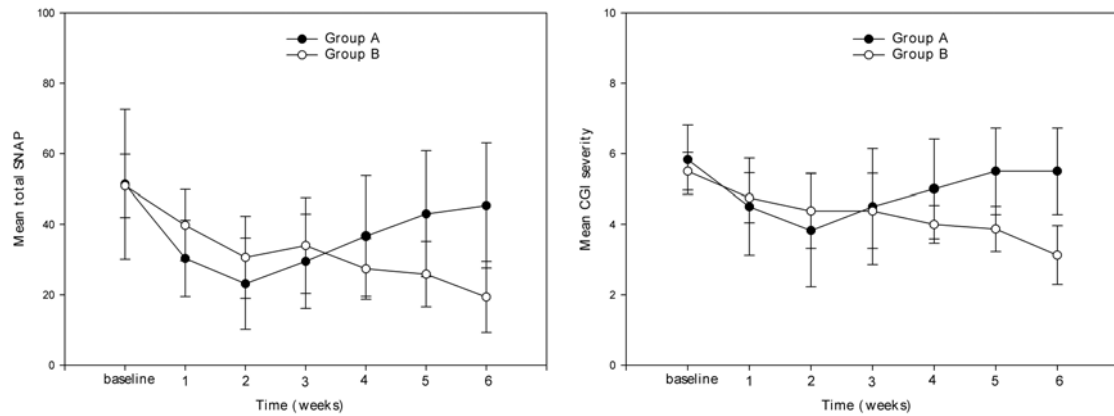 100
80
60
40
20
0
Mean total SNAP
Group A
Group B
baseline 1 2 3 4 5 6
Time (weeks)
10
8
6
4
2
0
Mean CGI severity
Group A
Group B
baseline 1 2 3 4 5 6
Time (weeks)